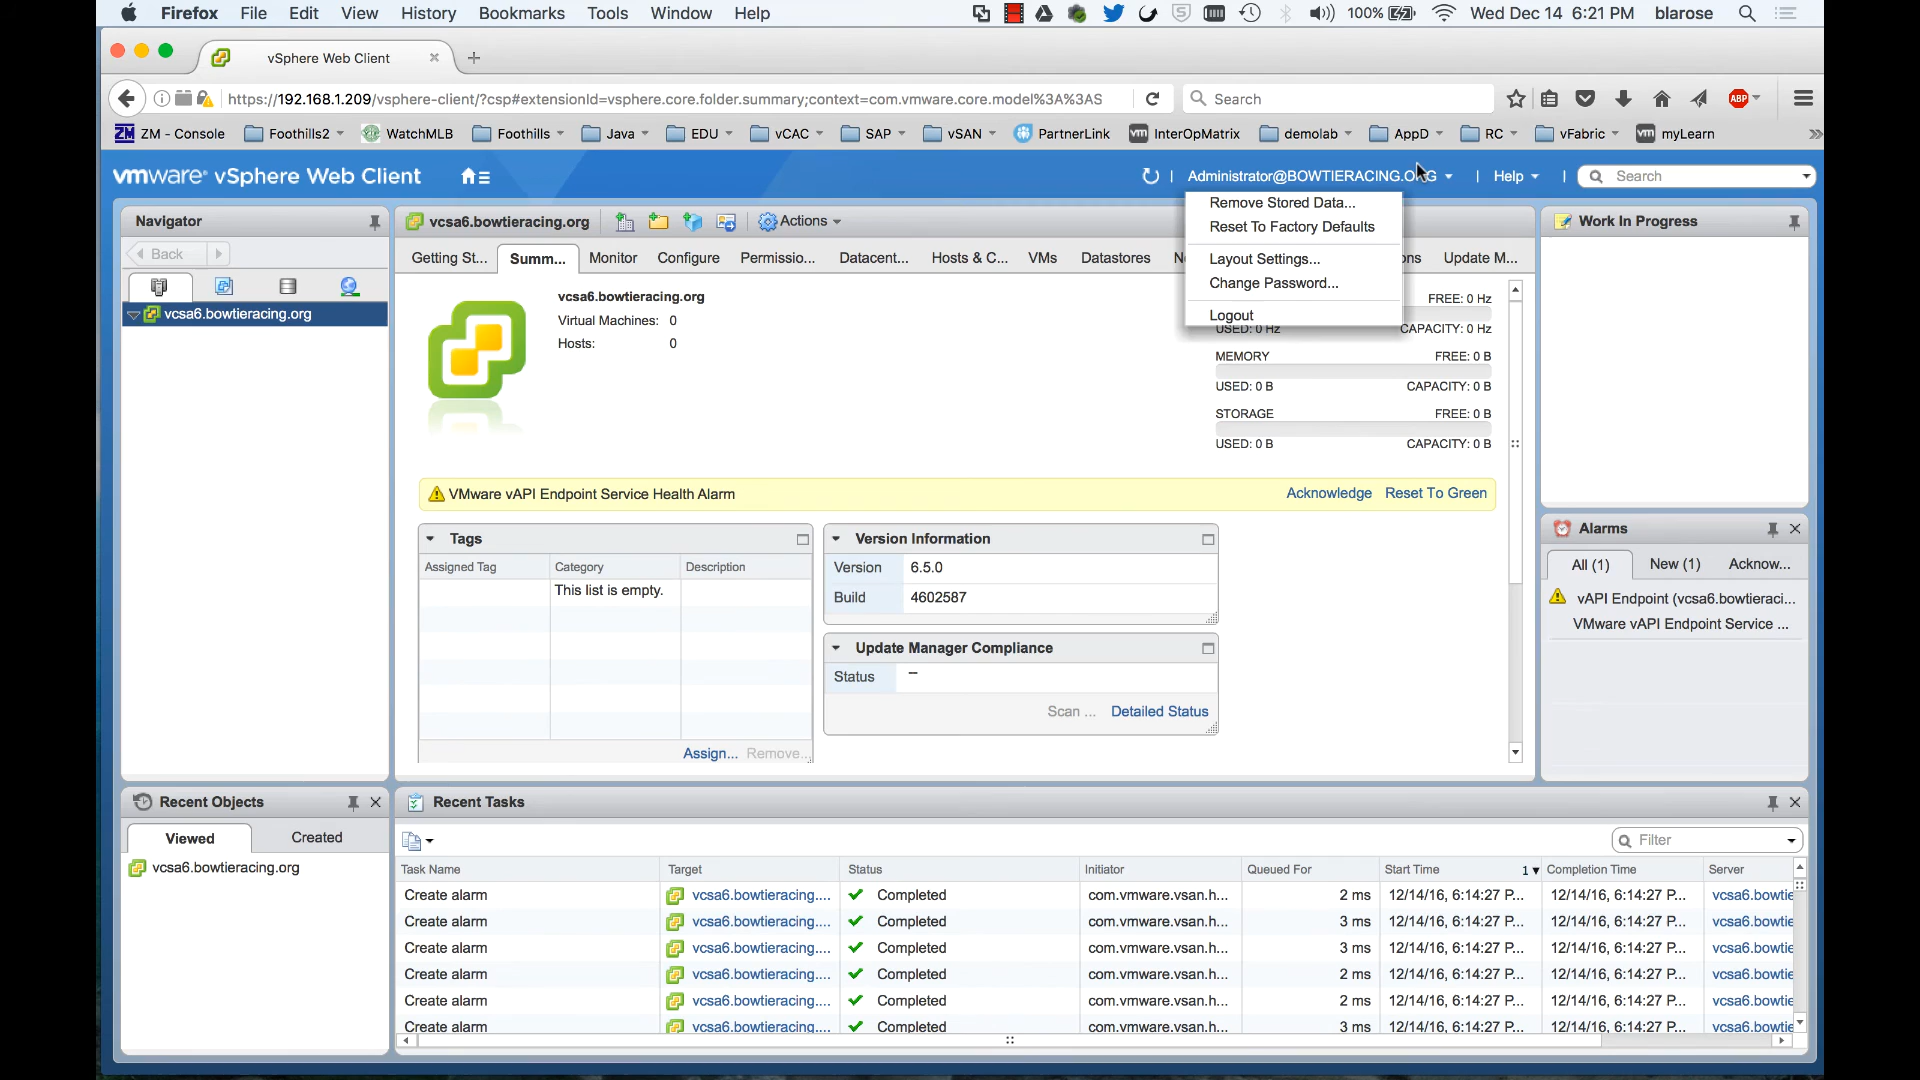 Firefox File Edit View History Bookmarks Tools Window Help 100% Wed Dec 14 6:21 PM blarose
vSphere Web Client
https://192.168.1.209/vsphere-client/?csp#extensionId=vsphere.core.folder.summary;context=com.vmware.core.model%3A%3AS Search ABP
ZM ZM - Console Foothills2 WatchMLB Foothills Java EDU vCAC SAP vSAN PartnerLink vm InterOpMatrix demolab AppD RC vFabric vm myLearn
vmware vSphere Web Client Administrator@BOWTIERACING.ORG Help Search
Remove Stored Data...
Reset To Factory Defaults
Layout Settings...
Change Password...
Logout
Navigator
Back
vcsa6.bowtieracing.org
vcsa6.bowtieracing.org Actions
Getting St... Summ... Monitor Configure Permissio... Datacent... Hosts & C... VMs Datastores Update M...
vcsa6.bowtieracing.org
Virtual Machines: 0
Hosts: 0
FREE: 0 Hz
USED: 0 Hz CAPACITY: 0 Hz
MEMORY FREE: 0 B
USED: 0 B CAPACITY: 0 B
STORAGE FREE: 0 B
USED: 0 B CAPACITY: 0 B
VMware vAPI Endpoint Service Health Alarm Acknowledge Reset To Green
Tags
Assigned Tag Category Description
This list is empty.
Assign... Remove...
Version Information
Version 6.5.0
Build 4602587
Update Manager Compliance
Status --
Scan ... Detailed Status
Work In Progress
Alarms
All (1) New (1) Acknow...
vAPI Endpoint (vcsa6.bowtieraci...
VMware vAPI Endpoint Service ...
Recent Objects
Viewed Created
vcsa6.bowtieracing.org
Recent Tasks
Filter
Task Name Target Status Initiator Queued For Start Time 1 Completion Time Server
Create alarm vcsa6.bowtieracing.... Completed com.vmware.vsan.h... 2 ms 12/14/16, 6:14:27 P... 12/14/16, 6:14:27 P... vcsa6.bowtie
Create alarm vcsa6.bowtieracing.... Completed com.vmware.vsan.h... 3 ms 12/14/16, 6:14:27 P... 12/14/16, 6:14:27 P... vcsa6.bowtie
Create alarm vcsa6.bowtieracing.... Completed com.vmware.vsan.h... 3 ms 12/14/16, 6:14:27 P... 12/14/16, 6:14:27 P... vcsa6.bowtie
Create alarm vcsa6.bowtieracing.... Completed com.vmware.vsan.h... 2 ms 12/14/16, 6:14:27 P... 12/14/16, 6:14:27 P... vcsa6.bowtie
Create alarm vcsa6.bowtieracing.... Completed com.vmware.vsan.h... 2 ms 12/14/16, 6:14:27 P... 12/14/16, 6:14:27 P... vcsa6.bowtie
Create alarm vcsa6.bowtieracing.... Completed com.vmware.vsan.h... 3 ms 12/14/16, 6:14:27 P... 12/14/16, 6:14:27 P... vcsa6.bowtie